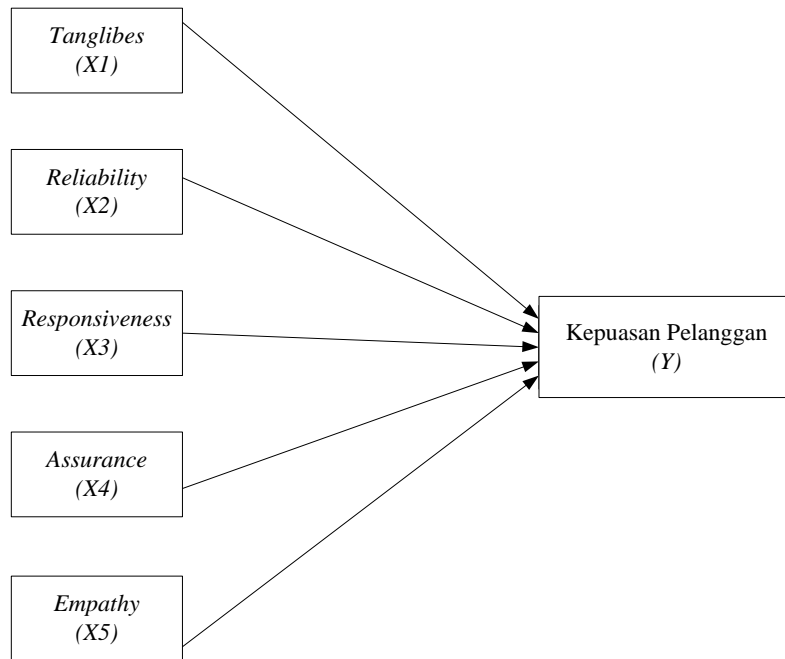 Tanglibes
(X1)
Reliability
(X2)
Responsiveness
(X3)
Kepuasan Pelanggan
(Y)
Assurance
(X4)
Empathy
(X5)